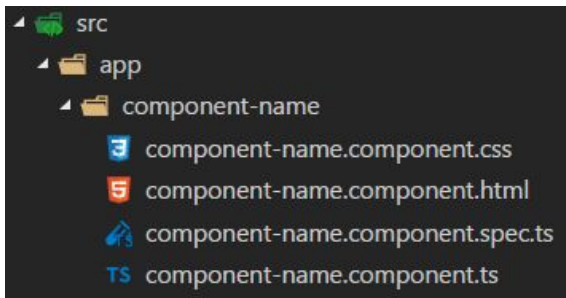 src
app
component-name
component-name.component.css
component-name.component.html
component-name.component.spec.ts
TS component-name.component.ts